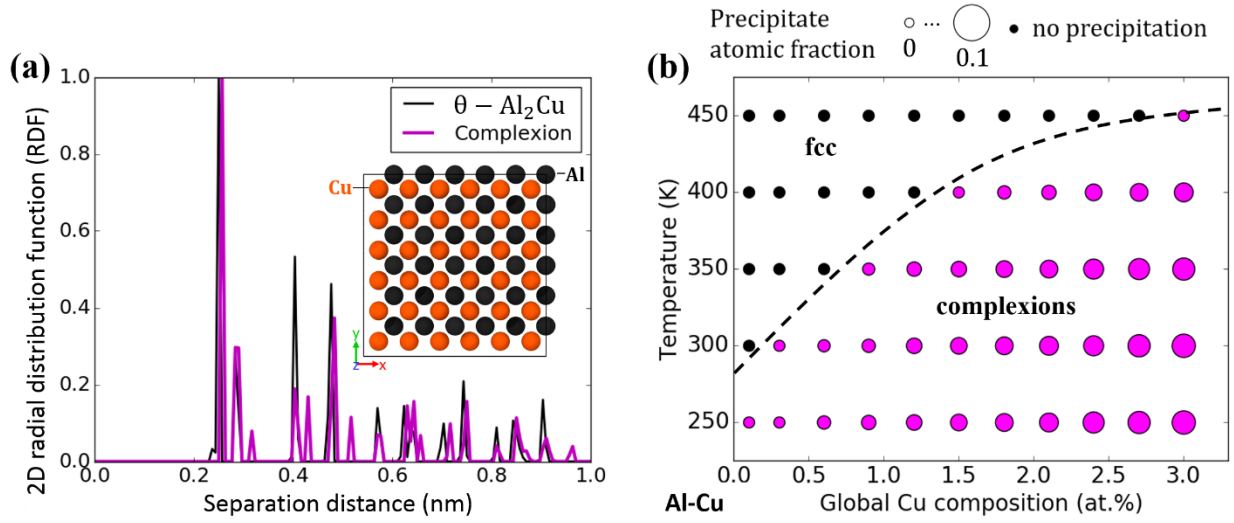 (a)
2D radial distribution function (RDF)
1.0
0.8
0.6
0.4
0.2
0.0
θ − Al₂Cu
Complexion
Cu
Al
y
z
x
0.0 0.2 0.4 0.6 0.8 1.0
Separation distance (nm)
Precipitate
atomic fraction
0
...
0.1
no precipitation
(b)
Temperature (K)
450
400
350
300
250
fcc
complexions
0.0 0.5 1.0 1.5 2.0 2.5 3.0
Al-Cu
Global Cu composition (at.%)